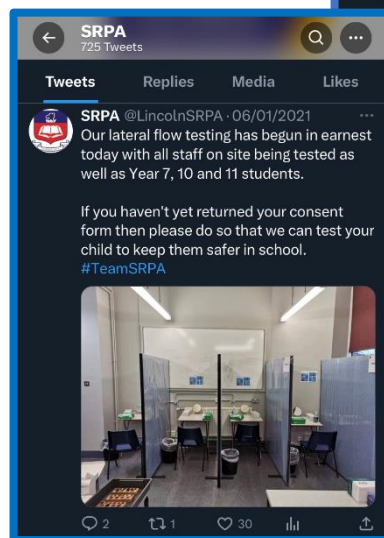 SRPA
725 Tweets
Tweets Replies Media Likes
SRPA @LincolnSRPA · 06/01/2021
Our lateral flow testing has begun in earnest
today with all staff on site being tested as
well as Year 7, 10 and 11 students.
If you haven't yet returned your consent
form then please do so that we can test your
child to keep them safer in school.
#TeamSRPA
2 1 30